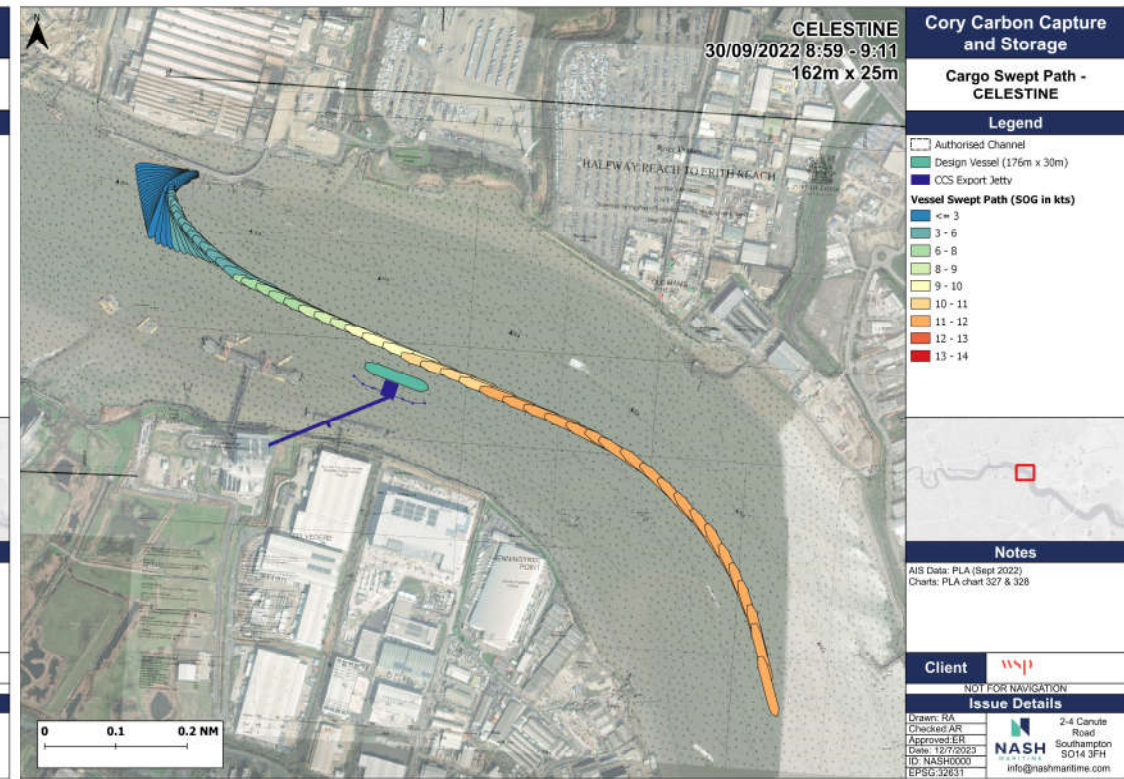 N
CELESTINE
30/09/2022 8:59 - 9:11
162m x 25m
HALFWAY REACH TO ERITH REACH
BELVEDERE
POINT
0 0.1 0.2 NM
Cory Carbon Capture
and Storage
Cargo Swept Path -
CELESTINE
Legend
Authorised Channel
Design Vessel (176m x 30m)
CCS Export Jetty
Vessel Swept Path (SOG in kts)
<= 3
3 - 6
6 - 8
8 - 9
9 - 10
10 - 11
11 - 12
12 - 13
13 - 14
Notes
AIS Data: PLA (Sept 2022)
Charts: PLA chart 327 & 328
Client
wsp
NOT FOR NAVIGATION
Issue Details
Drawn: RA
Checked:AR
Approved:ER
Date: 12/7/2023
ID: NASH0000
EPSG:32631
NASH
MARITIME
2-4 Canute
Road
Southampton
SO14 3FH
info@nashmaritime.com